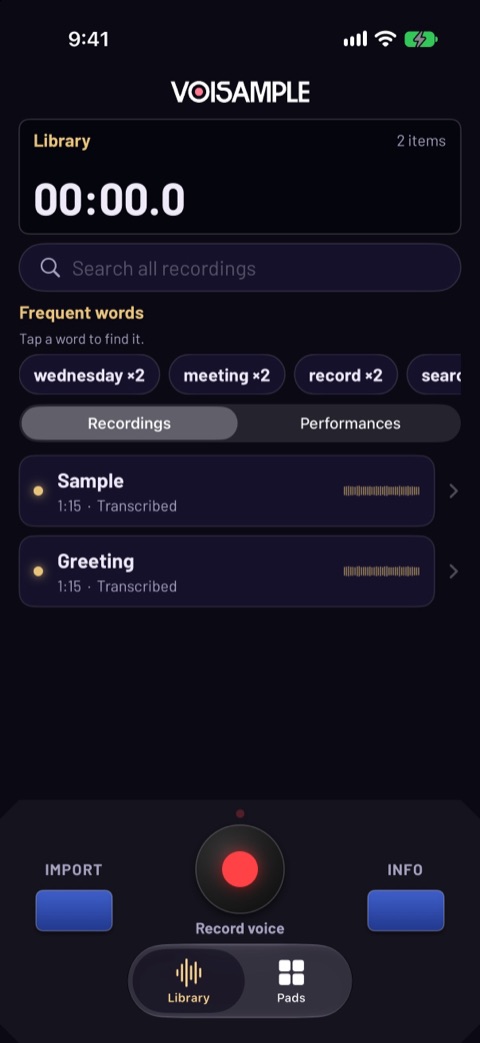 9:41
VOISAMPLE
Library
2 items
00:00.0
Search all recordings
Frequent words
Tap a word to find it.
wednesday ×2 meeting ×2 record ×2 searc
Recordings Performances
Sample
1:15 · Transcribed
Greeting
1:15 · Transcribed
IMPORT
INFO
Record voice
Library Pads